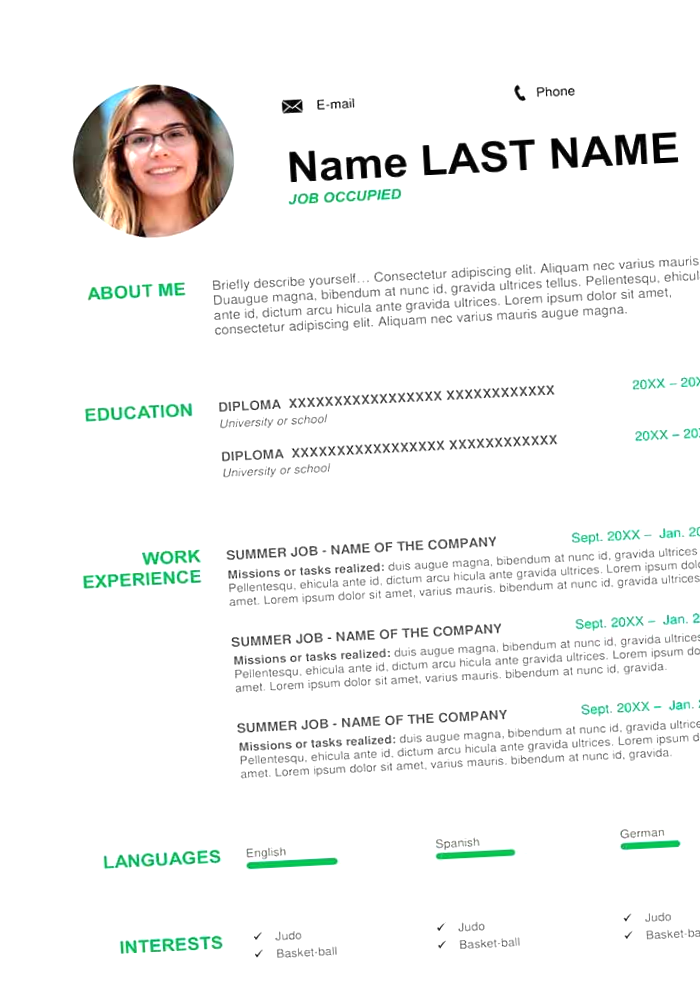 E-mail
Phone
Name LAST NAME
JOB OCCUPIED
ABOUT ME
Briefly describe yourself… Consectetur adipiscing elit. Aliquam nec varius mauris
Duaugue magna, bibendum at nunc id, gravida ultrices tellus. Pellentesqu, ehicul
ante id, dictum arcu hicula ante gravida ultrices. Lorem ipsum dolor sit amet,
consectetur adipiscing elit. Aliquam nec varius mauris augue magna.
EDUCATION
DIPLOMA XXXXXXXXXXXXXXXXX XXXXXXXXXXXX
20XX – 20X
University or school
DIPLOMA XXXXXXXXXXXXXXXXX XXXXXXXXXXXX
20XX – 20
University or school
WORK
EXPERIENCE
SUMMER JOB - NAME OF THE COMPANY
Sept. 20XX – Jan. 20
Missions or tasks realized: duis augue magna, bibendum at nunc id, gravida ultrices
Pellentesqu, ehicula ante id, dictum arcu hicula ante gravida ultrices. Lorem ipsum dolo
amet. Lorem ipsum dolor sit amet, varius mauris. bibendum at nunc id, gravida ultrices
SUMMER JOB - NAME OF THE COMPANY
Sept. 20XX – Jan. 2
Missions or tasks realized: duis augue magna, bibendum at nunc id, gravida ultrices
Pellentesqu, ehicula ante id, dictum arcu hicula ante gravida ultrices. Lorem ipsum do
amet. Lorem ipsum dolor sit amet, varius mauris. bibendum at nunc id, gravida.
SUMMER JOB - NAME OF THE COMPANY
Sept. 20XX – Jan.
Missions or tasks realized: duis augue magna, bibendum at nunc id, gravida ultrice
Pellentesqu, ehicula ante id, dictum arcu hicula ante gravida ultrices. Lorem ipsum d
amet. Lorem ipsum dolor sit amet, varius mauris. bibendum at nunc id, gravida.
LANGUAGES
English
Spanish
German
INTERESTS
✓ Judo
✓ Basket-ball
✓ Judo
✓ Basket-ball
✓ Judo
✓ Basket-ba